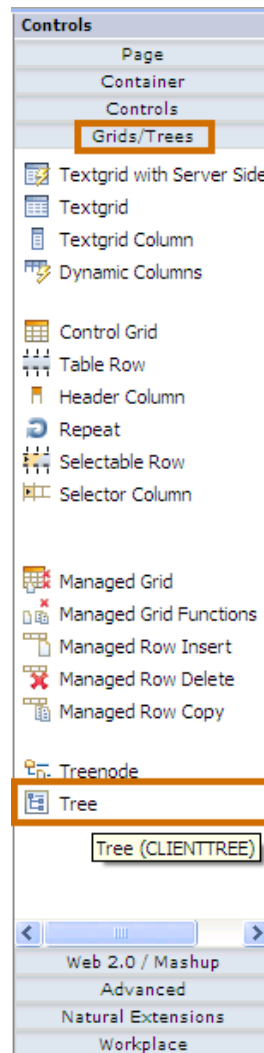 Controls
Page
Container
Controls
Grids/Trees
Textgrid with Server Side
Textgrid
Textgrid Column
Dynamic Columns
Control Grid
Table Row
Header Column
Repeat
Selectable Row
Selector Column
Managed Grid
Managed Grid Functions
Managed Row Insert
Managed Row Delete
Managed Row Copy
Treenode
Tree
Tree (CLIENTTREE)
Web 2.0 / Mashup
Advanced
Natural Extensions
Workplace